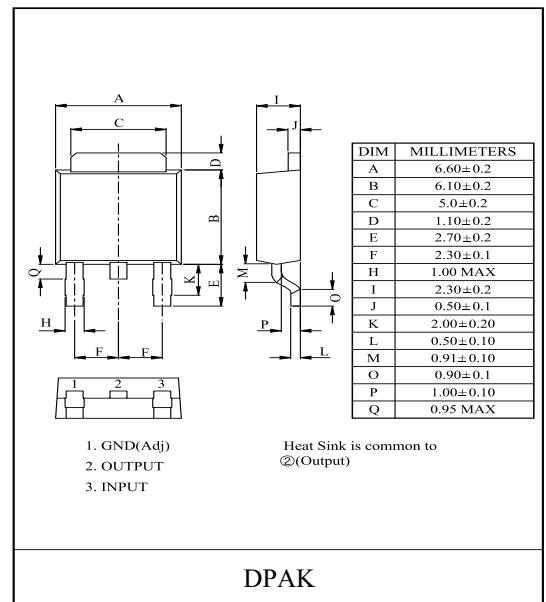 A
C
D
B
Q
M
K
E
H
F
F
I
J
O
P
L
1 2 3
1. GND(Adj)
2. OUTPUT
3. INPUT
Heat Sink is common to
②(Output)
DIM MILLIMETERS
A 6.60±0.2
B 6.10±0.2
C 5.0±0.2
D 1.10±0.2
E 2.70±0.2
F 2.30±0.1
H 1.00 MAX
I 2.30±0.2
J 0.50±0.1
K 2.00±0.20
L 0.50±0.10
M 0.91±0.10
O 0.90±0.1
P 1.00±0.10
Q 0.95 MAX
DPAK